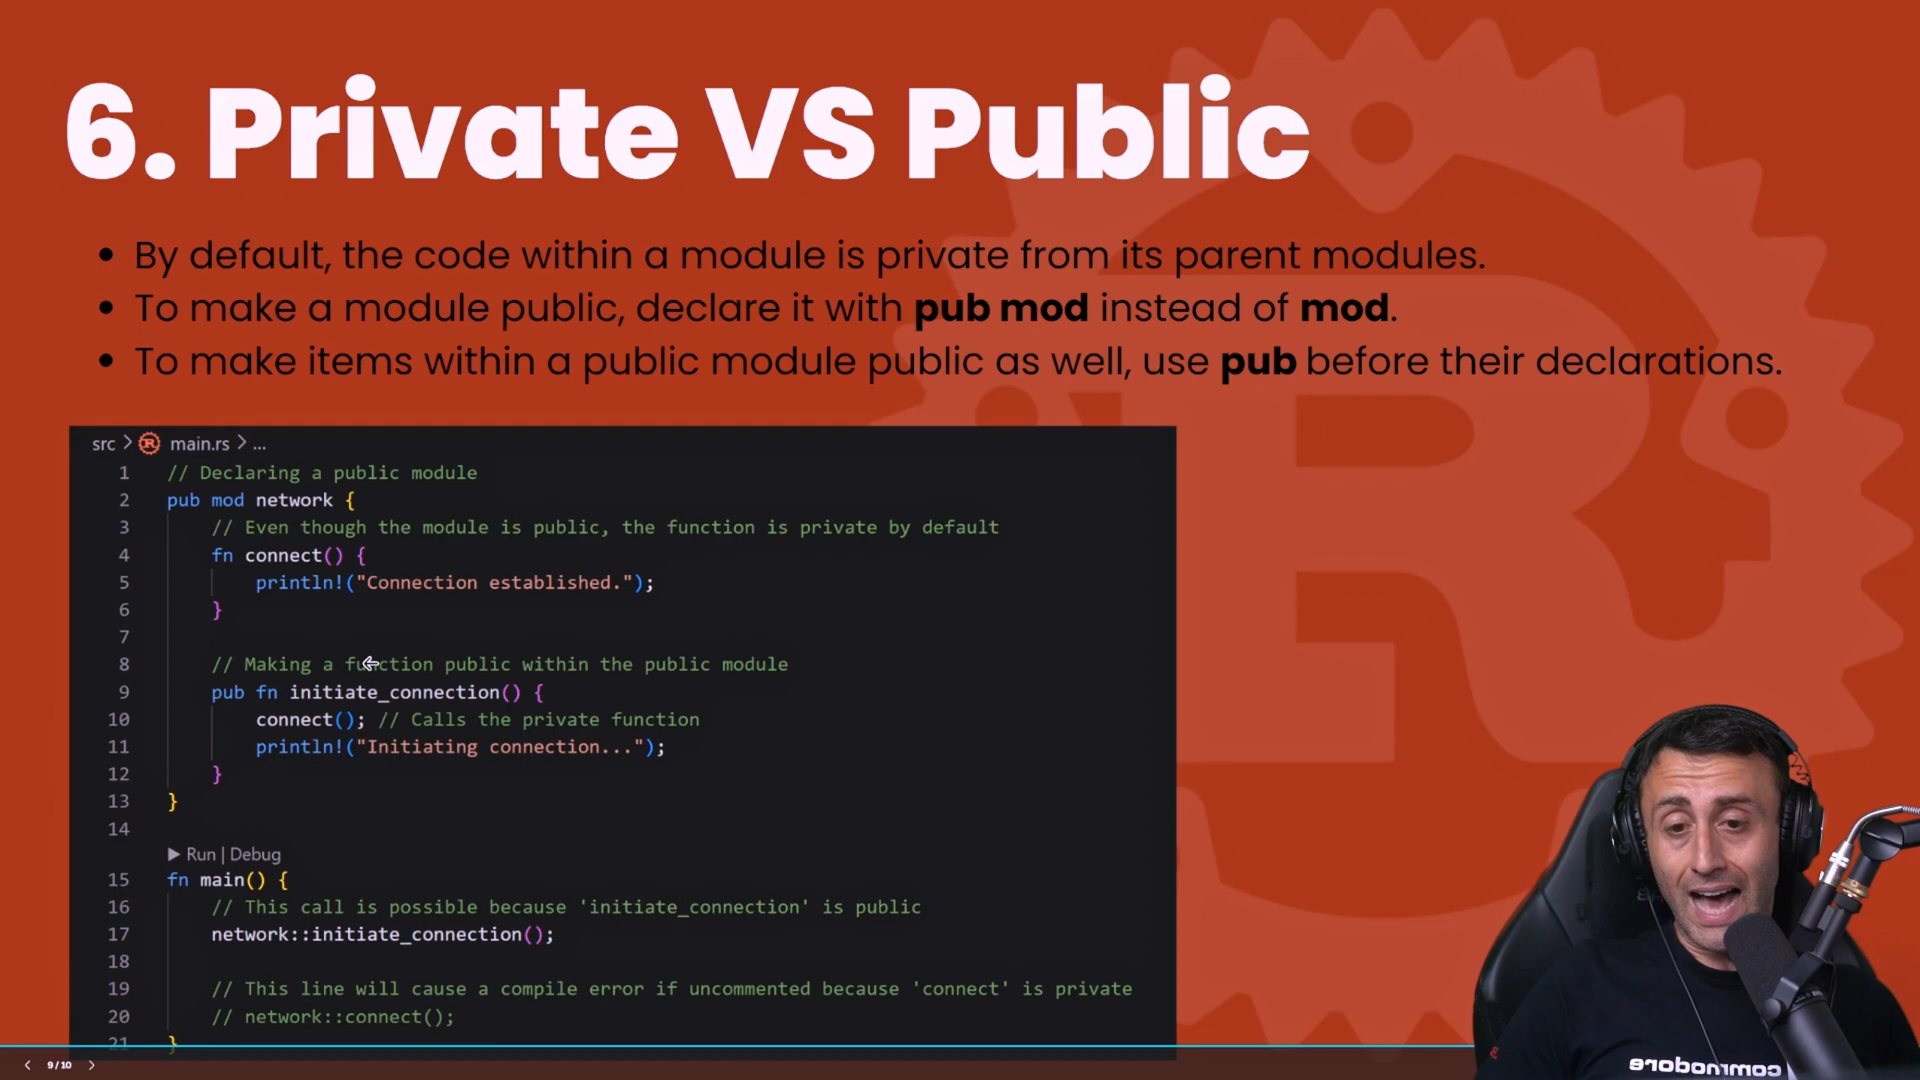 6. Private VS Public
• By default, the code within a module is private from its parent modules.
• To make a module public, declare it with pub mod instead of mod.
• To make items within a public module public as well, use pub before their declarations.
src > main.rs > ...
1 // Declaring a public module
2 pub mod network {
3 // Even though the module is public, the function is private by default
4 fn connect() {
5 println!("Connection established.");
6 }
7
8 // Making a function public within the public module
9 pub fn initiate_connection() {
10 connect(); // Calls the private function
11 println!("Initiating connection...");
12 }
13 }
14
▶ Run | Debug
15 fn main() {
16 // This call is possible because 'initiate_connection' is public
17 network::initiate_connection();
18
19 // This line will cause a compile error if uncommented because 'connect' is private
20 // network::connect();
21 }
9 / 10
commodore